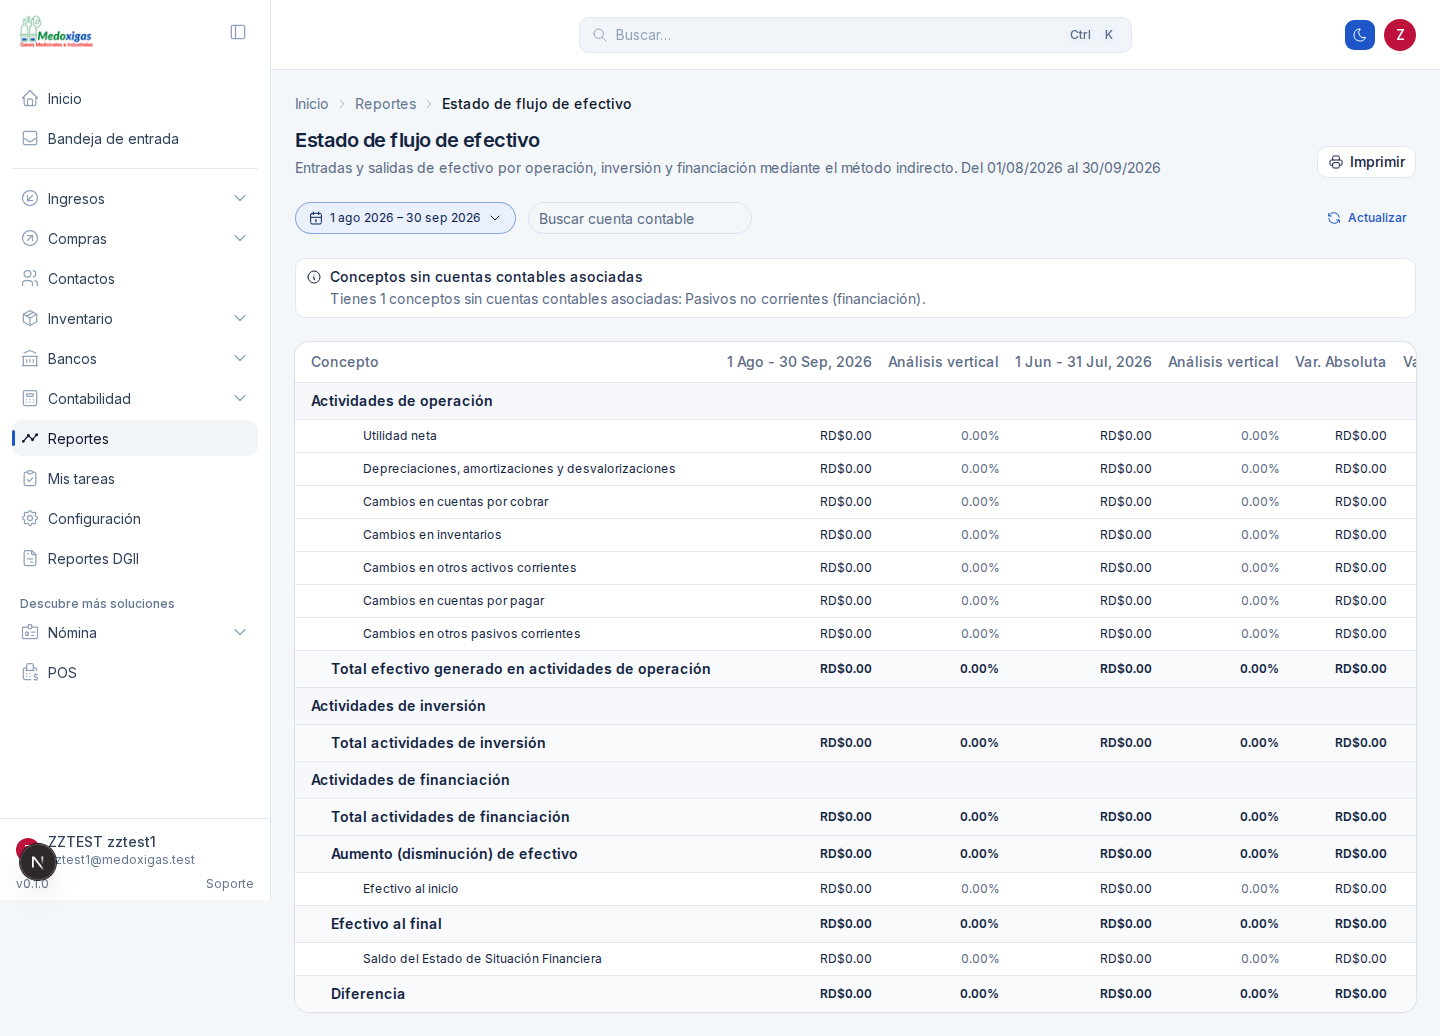 Medoxigas
Gases Medicinales e Industriales
Buscar...
Ctrl K
Z
Inicio
Bandeja de entrada
Ingresos
Compras
Contactos
Inventario
Bancos
Contabilidad
Reportes
Mis tareas
Configuración
Reportes DGII
Descubre más soluciones
Nómina
POS
ZZTEST zztest1
ztest1@medoxigas.test
N
v0.1.0
Soporte
Inicio > Reportes > Estado de flujo de efectivo
Estado de flujo de efectivo
Entradas y salidas de efectivo por operación, inversión y financiación mediante el método indirecto. Del 01/08/2026 al 30/09/2026
Imprimir
1 ago 2026 – 30 sep 2026
Buscar cuenta contable
Actualizar
Conceptos sin cuentas contables asociadas
Tienes 1 conceptos sin cuentas contables asociadas: Pasivos no corrientes (financiación).
Concepto 1 Ago - 30 Sep, 2026 Análisis vertical 1 Jun - 31 Jul, 2026 Análisis vertical Var. Absoluta
Actividades de operación
Utilidad neta RD$0.00 0.00% RD$0.00 0.00% RD$0.00
Depreciaciones, amortizaciones y desvalorizaciones RD$0.00 0.00% RD$0.00 0.00% RD$0.00
Cambios en cuentas por cobrar RD$0.00 0.00% RD$0.00 0.00% RD$0.00
Cambios en inventarios RD$0.00 0.00% RD$0.00 0.00% RD$0.00
Cambios en otros activos corrientes RD$0.00 0.00% RD$0.00 0.00% RD$0.00
Cambios en cuentas por pagar RD$0.00 0.00% RD$0.00 0.00% RD$0.00
Cambios en otros pasivos corrientes RD$0.00 0.00% RD$0.00 0.00% RD$0.00
Total efectivo generado en actividades de operación RD$0.00 0.00% RD$0.00 0.00% RD$0.00
Actividades de inversión
Total actividades de inversión RD$0.00 0.00% RD$0.00 0.00% RD$0.00
Actividades de financiación
Total actividades de financiación RD$0.00 0.00% RD$0.00 0.00% RD$0.00
Aumento (disminución) de efectivo RD$0.00 0.00% RD$0.00 0.00% RD$0.00
Efectivo al inicio RD$0.00 0.00% RD$0.00 0.00% RD$0.00
Efectivo al final RD$0.00 0.00% RD$0.00 0.00% RD$0.00
Saldo del Estado de Situación Financiera RD$0.00 0.00% RD$0.00 0.00% RD$0.00
Diferencia RD$0.00 0.00% RD$0.00 0.00% RD$0.00